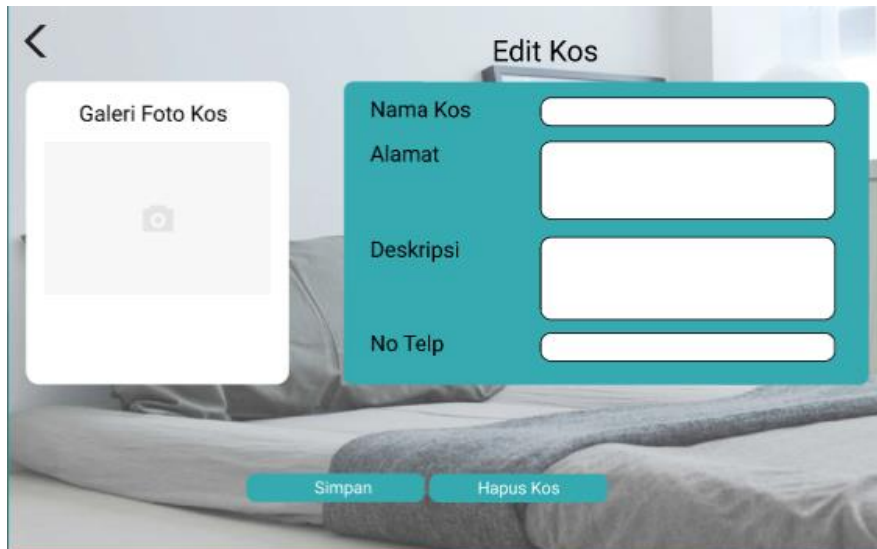 Edit Kos
Galeri Foto Kos
Nama Kos
Alamat
Deskripsi
No Telp
Simpan
Hapus Kos